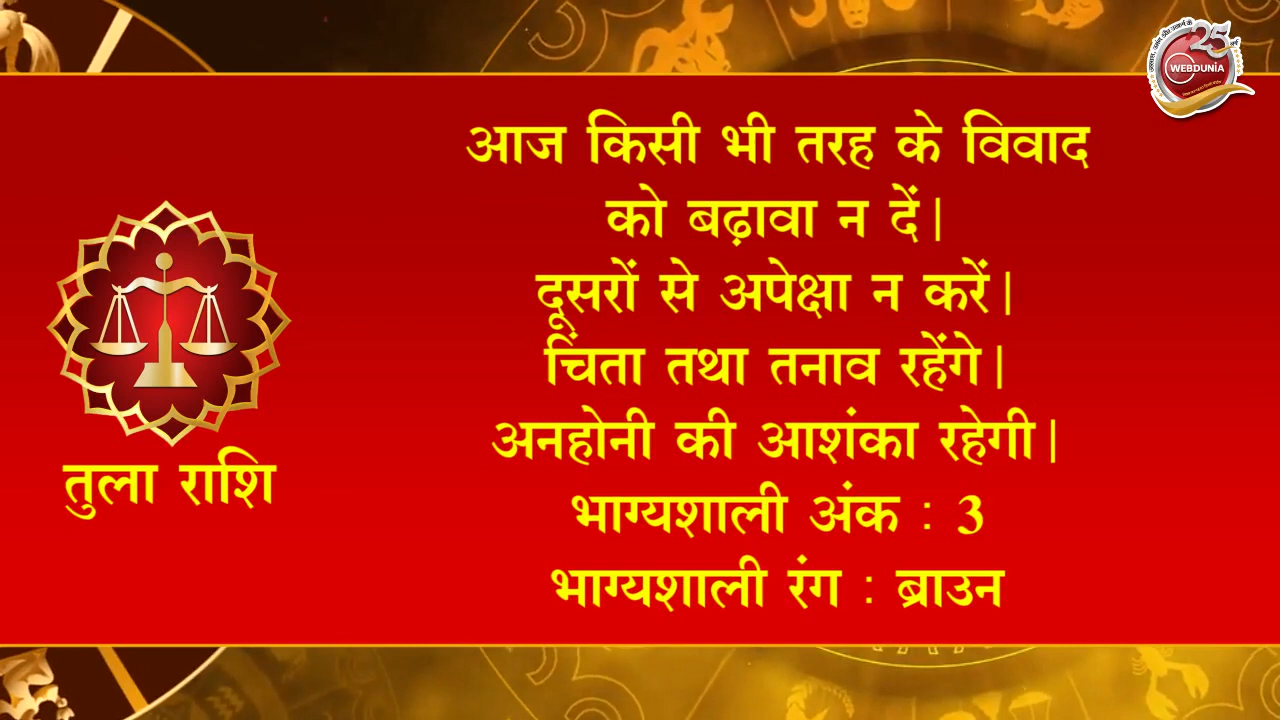 WEBDUNIA
25
आज किसी भी तरह के विवाद
को बढ़ावा न दें।
दूसरों से अपेक्षा न करें।
चिंता तथा तनाव रहेंगे।
अनहोनी की आशंका रहेगी।
भाग्यशाली अंक : 3
भाग्यशाली रंग : ब्राउन
तुला राशि